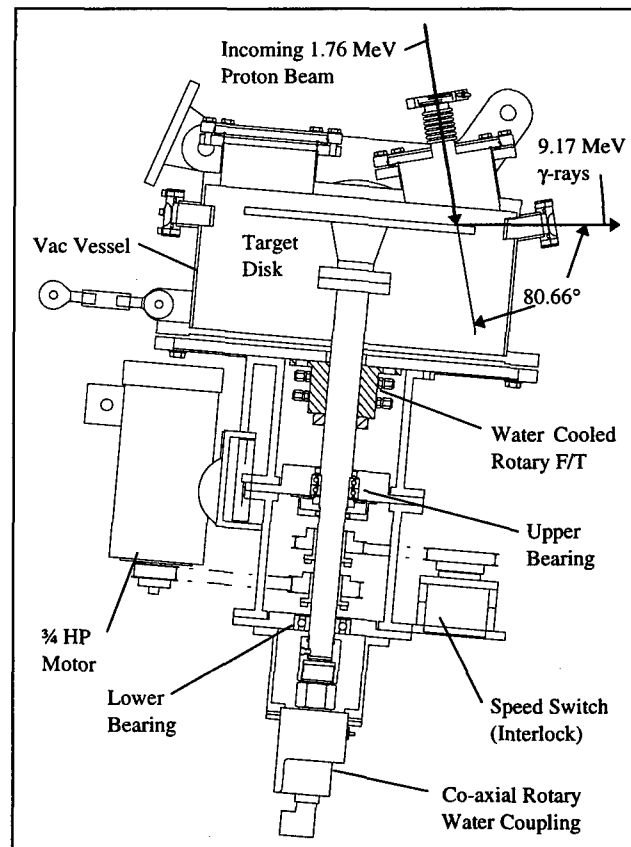 Incoming 1.76 MeV
Proton Beam
9.17 MeV
γ-rays
Vac Vessel
Target
Disk
80.66°
Water Cooled
Rotary F/T
Upper
Bearing
¾ HP
Motor
Lower
Bearing
Speed Switch
(Interlock)
Co-axial Rotary
Water Coupling